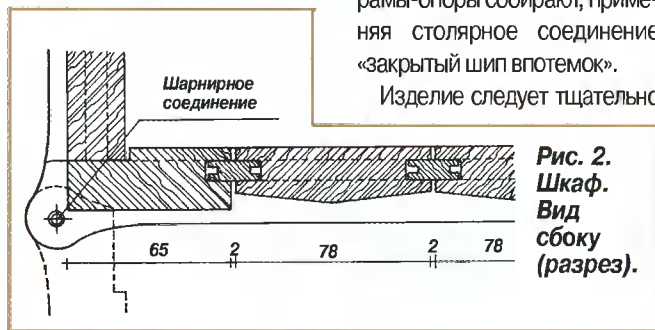 рамы-опоры собирают, приме-
няя столярное соединение
«закрытый шип впотемок».
Изделие следует тщательно
Шарнирное
соединение
Рис. 2.
Шкаф.
Вид
сбоку
(разрез).
65 2 78 2 78